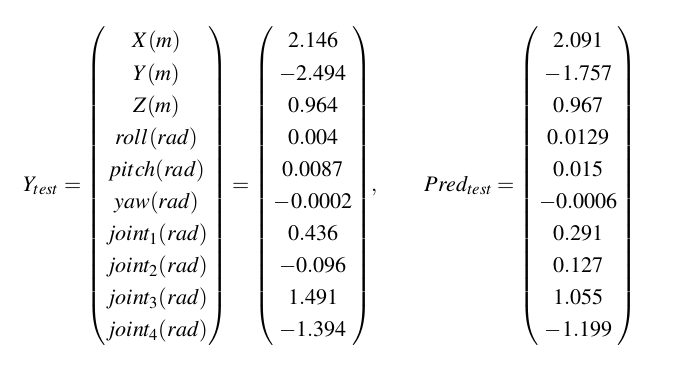 X(m) 2.146 2.091
Y(m) −2.494 −1.757
Z(m) 0.964 0.967
roll(rad) 0.004 0.0129
pitch(rad) 0.0087 0.015
Y_test = yaw(rad) = −0.0002 , Pred_test = −0.0006
joint_1(rad) 0.436 0.291
joint_2(rad) −0.096 0.127
joint_3(rad) 1.491 1.055
joint_4(rad) −1.394 −1.199